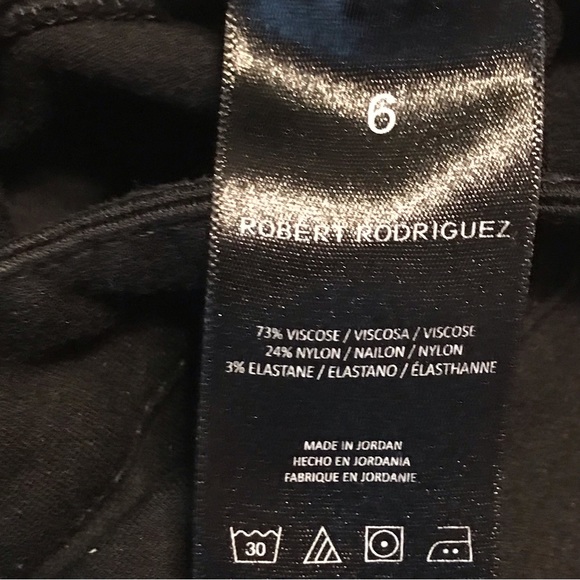 6
ROBERT RODRIGUEZ
73% VISCOSE / VISCOSA / VISCOSE
24% NYLON / NAILON / NYLON
3% ELASTANE / ELASTANO / ÉLASTHANNE
MADE IN JORDAN
HECHO EN JORDANIA
FABRIQUE EN JORDANIE
30